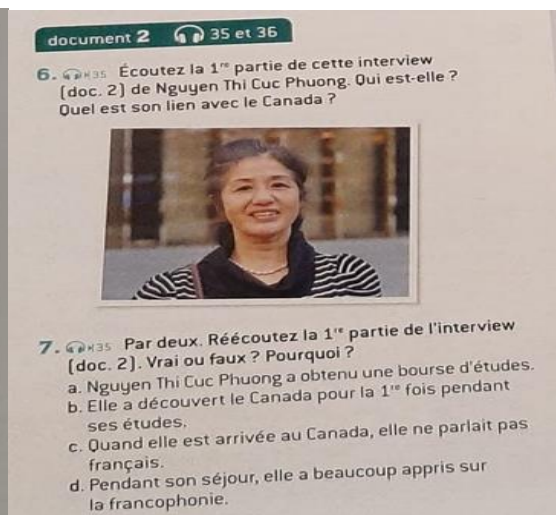 document 2 35 et 36
6. 35 Écoutez la 1re partie de cette interview
(doc. 2) de Nguyen Thi Cuc Phuong. Qui est-elle ?
Quel est son lien avec le Canada ?
7. 35 Par deux. Réécoutez la 1re partie de l'interview
(doc. 2). Vrai ou faux ? Pourquoi ?
a. Nguyen Thi Cuc Phuong a obtenu une bourse d'études.
b. Elle a découvert le Canada pour la 1re fois pendant
ses études.
c. Quand elle est arrivée au Canada, elle ne parlait pas
français.
d. Pendant son séjour, elle a beaucoup appris sur
la francophonie.